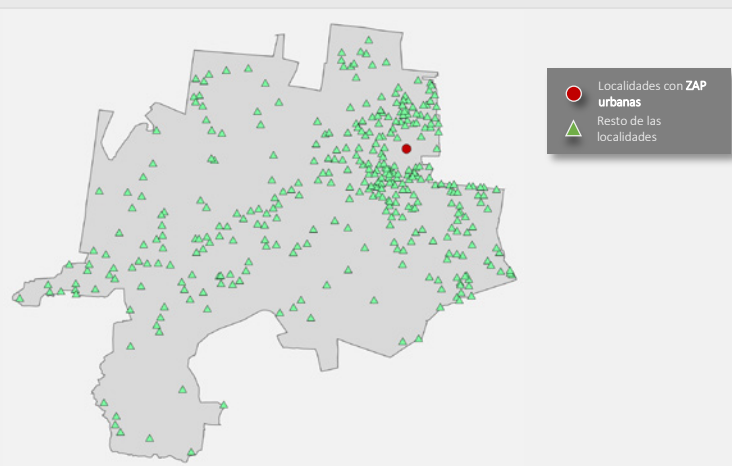 Localidades con ZAP
urbanas
Resto de las
localidades